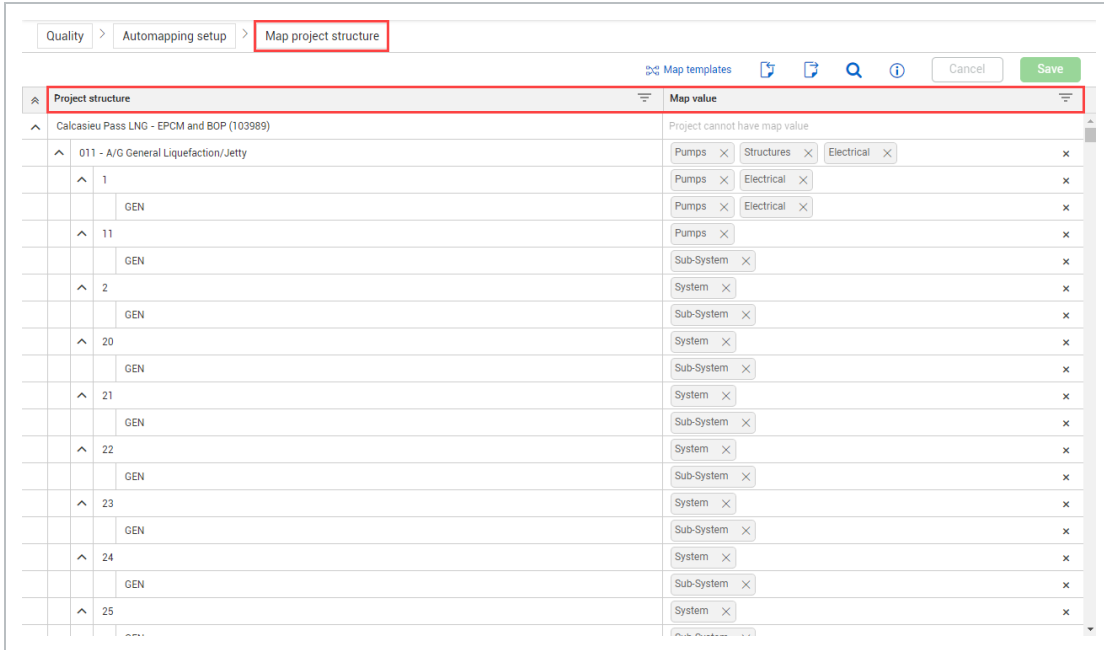 Quality > Automapping setup > Map project structure
Map templates Cancel Save
Project structure Map value
Calcasieu Pass LNG - EPCM and BOP (103989) Project cannot have map value
011 - A/G General Liquefaction/Jetty Pumps Structures Electrical
1 Pumps Electrical
GEN Pumps Electrical
11 Pumps
GEN Sub-System
2 System
GEN Sub-System
20 System
GEN Sub-System
21 System
GEN Sub-System
22 System
GEN Sub-System
23 System
GEN Sub-System
24 System
GEN Sub-System
25 System